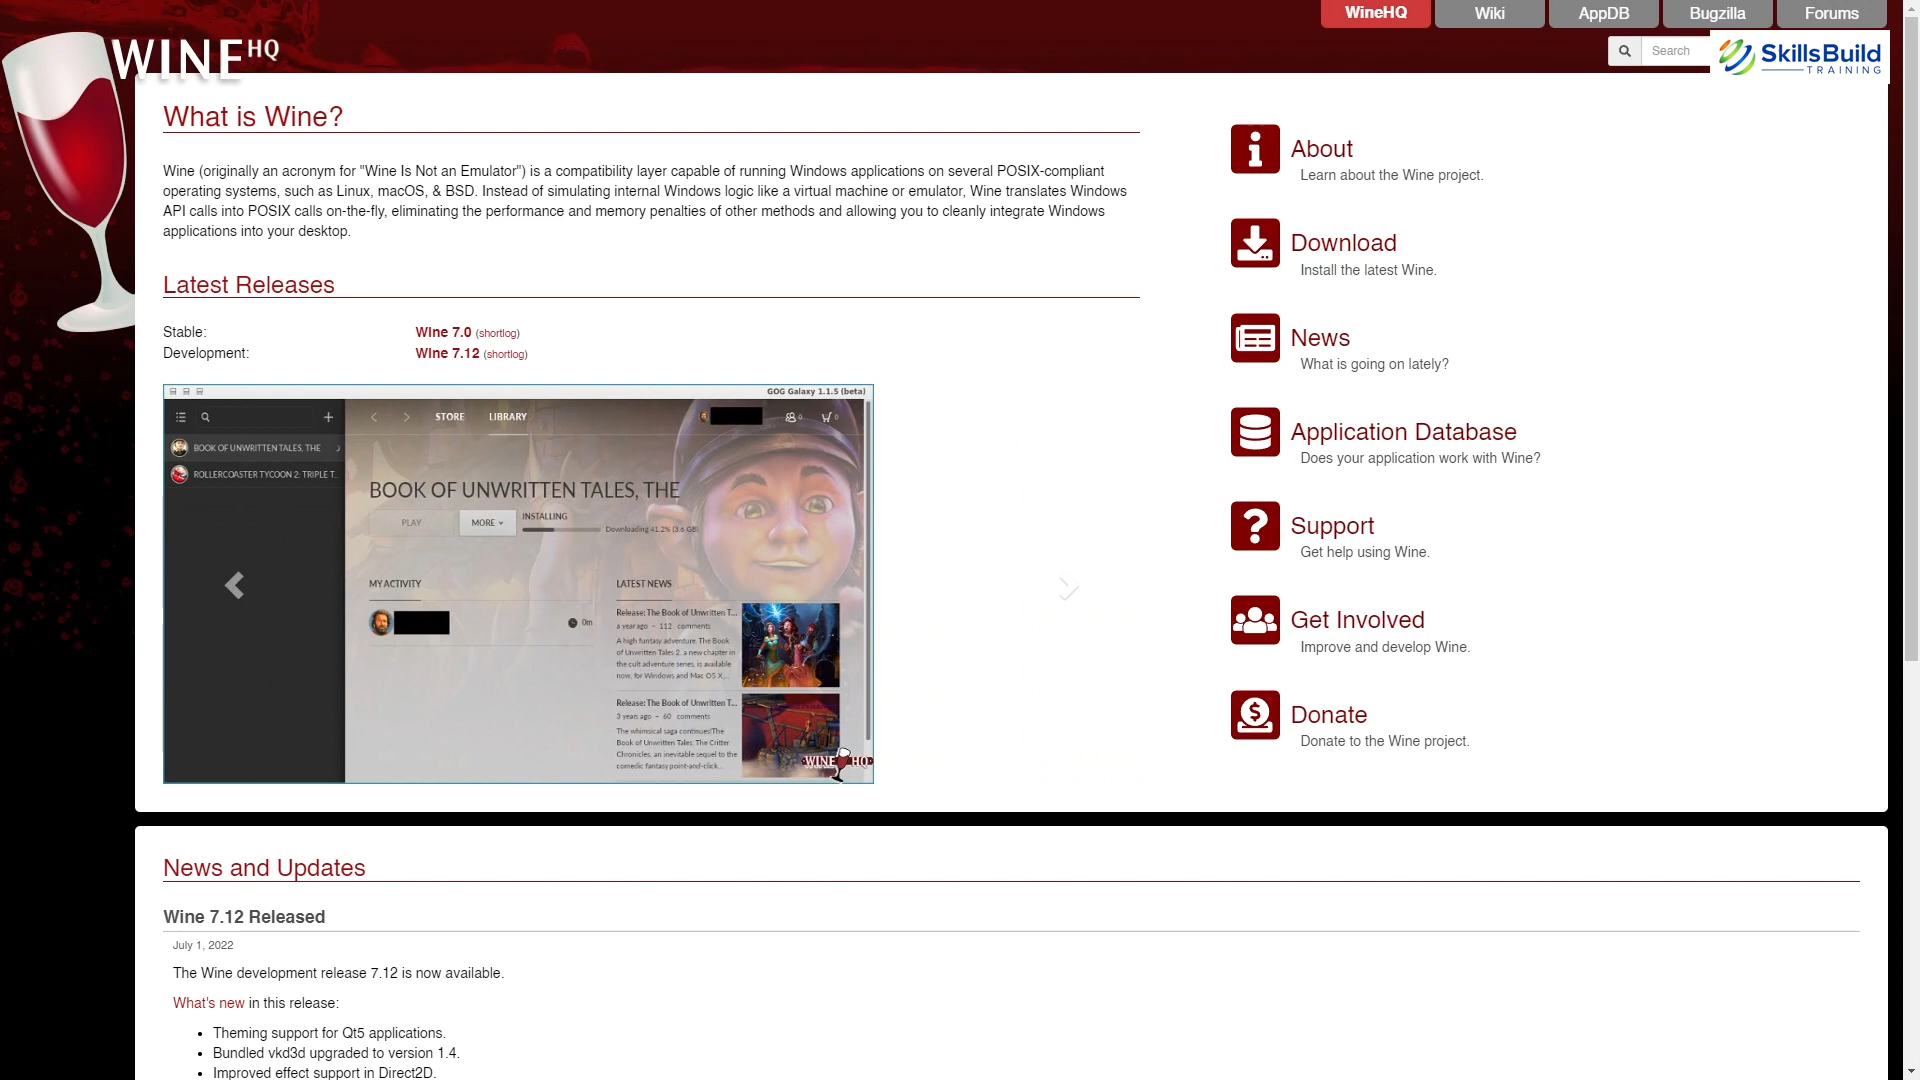 WineHQ
Wiki
AppDB
Bugzilla
Forums
WINE HQ
Search
SkillsBuild
TRAINING
What is Wine?
Wine (originally an acronym for "Wine Is Not an Emulator") is a compatibility layer capable of running Windows applications on several POSIX-compliant
operating systems, such as Linux, macOS, & BSD. Instead of simulating internal Windows logic like a virtual machine or emulator, Wine translates Windows
API calls into POSIX calls on-the-fly, eliminating the performance and memory penalties of other methods and allowing you to cleanly integrate Windows
applications into your desktop.
Latest Releases
Stable: Wine 7.0 (shortlog)
Development: Wine 7.12 (shortlog)
GOG Galaxy 1.1.5 (beta)
STORE LIBRARY 0 0
BOOK OF UNWRITTEN TALES, THE
ROLLERCOASTER TYCOON 2: TRIPLE T...
BOOK OF UNWRITTEN TALES, THE
PLAY
MORE
INSTALLING
Downloading 41.2% (3.6 GB)
MY ACTIVITY
0m
LATEST NEWS
Release: The Book of Unwritten T...
a year ago - 112 comments
A high funtasy adventure. The Book
of Unwritten Tales 2, a new chapter in
the cult adventure series, is available
now, for Windows and Mac OS X,...
Release: The Book of Unwritten T...
3 years ago - 60 comments
The whimsical saga continues!The
Book of Unwritten Tales: The Critter
Chronicles, an inevitable sequel to the
comedic fantasy point-and-click...
WINE HQ
About
Learn about the Wine project.
Download
Install the latest Wine.
News
What is going on lately?
Application Database
Does your application work with Wine?
Support
Get help using Wine.
Get Involved
Improve and develop Wine.
Donate
Donate to the Wine project.
News and Updates
Wine 7.12 Released
July 1, 2022
The Wine development release 7.12 is now available.
What's new in this release:
• Theming support for Qt5 applications.
• Bundled vkd3d upgraded to version 1.4.
• Improved effect support in Direct2D.